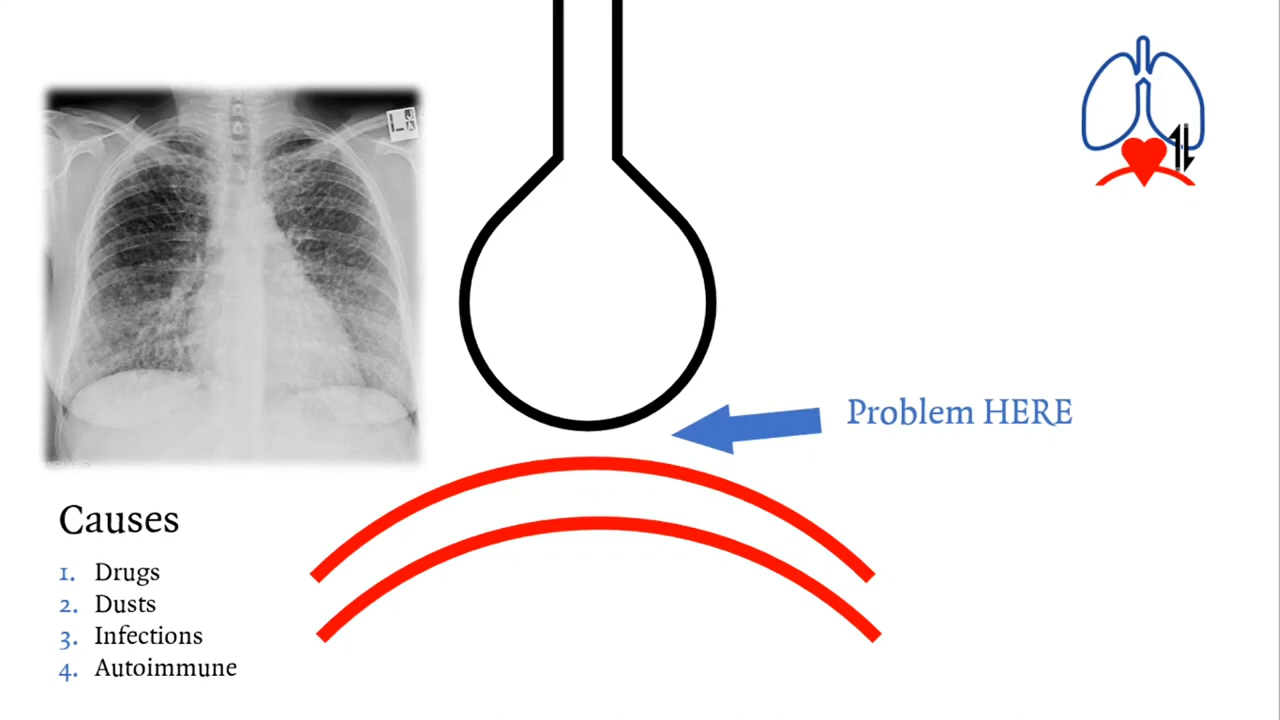 L
Problem HERE
Causes
1. Drugs
2. Dusts
3. Infections
4. Autoimmune